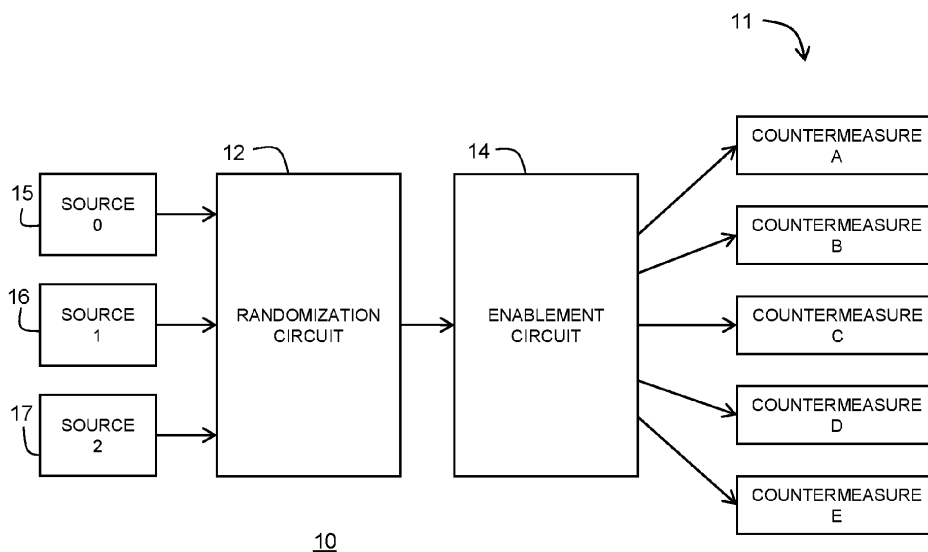 11
COUNTERMEASURE
A
12
14
15
SOURCE
0
COUNTERMEASURE
B
16
SOURCE
1
RANDOMIZATION
CIRCUIT
ENABLEMENT
CIRCUIT
COUNTERMEASURE
C
17
SOURCE
2
COUNTERMEASURE
D
COUNTERMEASURE
E
10